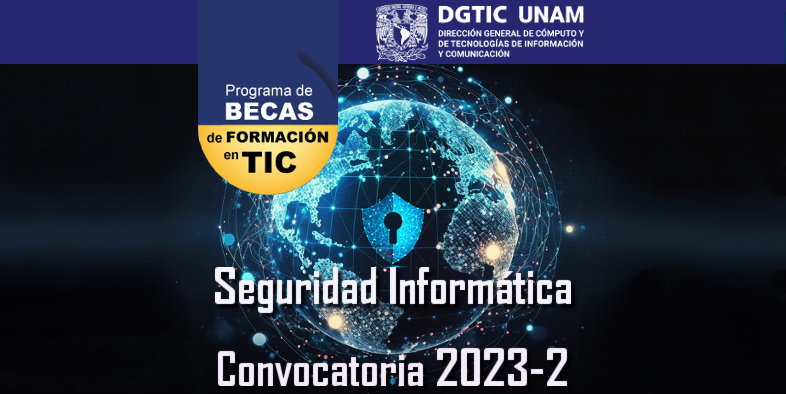 DGTIC UNAM
DIRECCIÓN GENERAL DE CÓMPUTO Y
DE TECNOLOGÍAS DE INFORMACIÓN
Y COMUNICACIÓN
Programa de
BECAS
de FORMACIÓN
en TIC
Seguridad Informática
Convocatoria 2023-2